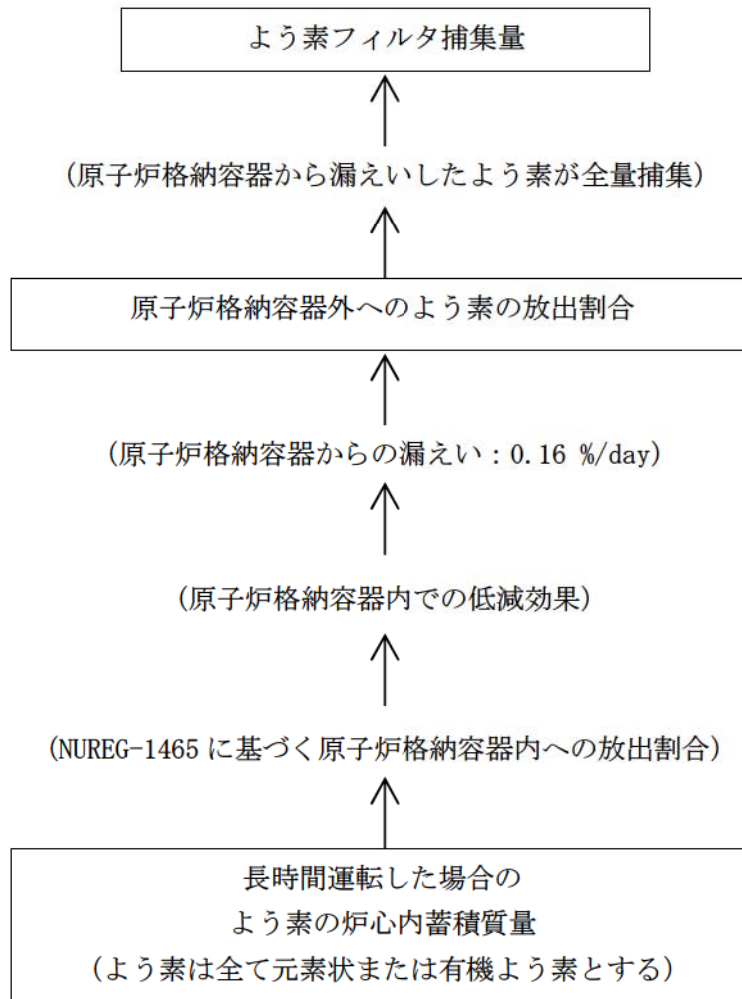 よう素フィルタ捕集量
(原子炉格納容器から漏えいしたよう素が全量捕集)
原子炉格納容器外へのよう素の放出割合
(原子炉格納容器からの漏えい：0.16 %/day)
(原子炉格納容器内での低減効果)
(NUREG-1465 に基づく原子炉格納容器内への放出割合)
長時間運転した場合の
よう素の炉心内蓄積質量
(よう素は全て元素状または有機よう素とする)